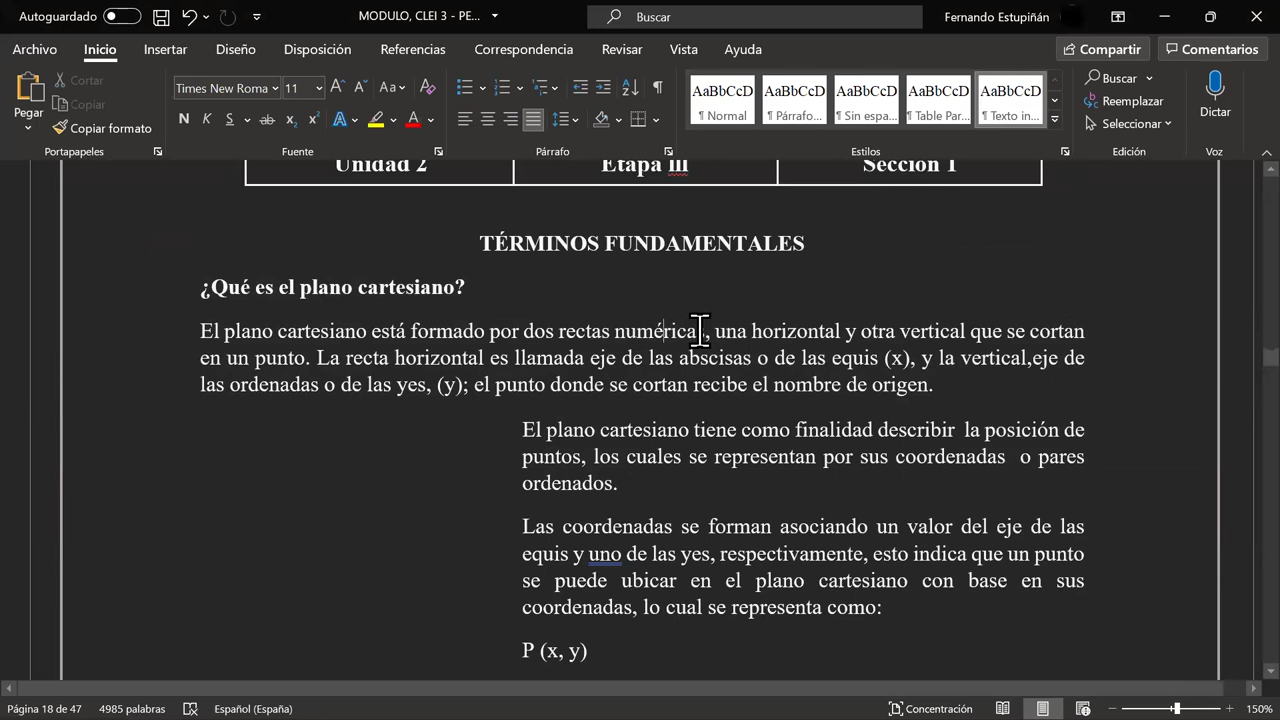 Autoguardado
MODULO, CLEI 3 - PE...
Buscar
Fernando Estupiñán
Archivo Inicio Insertar Diseño Disposición Referencias Correspondencia Revisar Vista Ayuda
Compartir Comentarios
Pegar
Cortar
Copiar
Copiar formato
Portapapeles
Times New Roma 11
N K S ab x₂ x²
Fuente
Párrafo
AaBbCcD AaBbCcD AaBbCcD AaBbCcD AaBbCcD
¶ Normal ¶ Párrafo... ¶ Sin espa... ¶ Table Par... ¶ Texto in...
Estilos
Buscar
Reemplazar
Seleccionar
Edición
Dictar
Voz
Unidad 2 Etapa III Sección 1
TÉRMINOS FUNDAMENTALES
¿Qué es el plano cartesiano?
El plano cartesiano está formado por dos rectas numéricas, una horizontal y otra vertical que se cortan
en un punto. La recta horizontal es llamada eje de las abscisas o de las equis (x), y la vertical,eje de
las ordenadas o de las yes, (y); el punto donde se cortan recibe el nombre de origen.
El plano cartesiano tiene como finalidad describir la posición de
puntos, los cuales se representan por sus coordenadas o pares
ordenados.
Las coordenadas se forman asociando un valor del eje de las
equis y uno de las yes, respectivamente, esto indica que un punto
se puede ubicar en el plano cartesiano con base en sus
coordenadas, lo cual se representa como:
P (x, y)
Página 18 de 47 4985 palabras Español (España) Concentración 150%